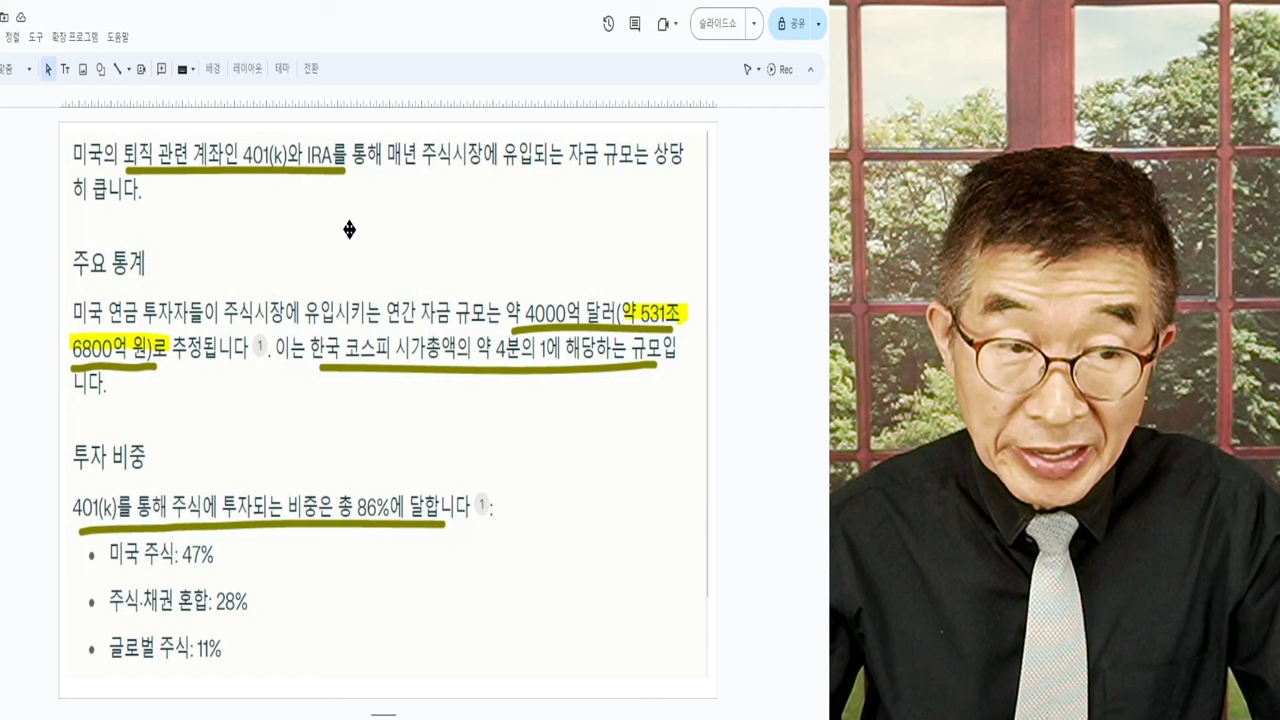 슬라이드쇼
공유
정렬 도구 확장 프로그램 도움말
맞춤 Tт 배경 레이아웃 테마 전환 Rec
미국의 퇴직 관련 계좌인 401(k)와 IRA를 통해 매년 주식시장에 유입되는 자금 규모는 상당
히 큽니다.
주요 통계
미국 연금 투자자들이 주식시장에 유입시키는 연간 자금 규모는 약 4000억 달러(약 531조
6800억 원)로 추정됩니다 1 . 이는 한국 코스피 시가총액의 약 4분의 1에 해당하는 규모입
니다.
투자 비중
401(k)를 통해 주식에 투자되는 비중은 총 86%에 달합니다 1 :
• 미국 주식: 47%
• 주식·채권 혼합: 28%
• 글로벌 주식: 11%